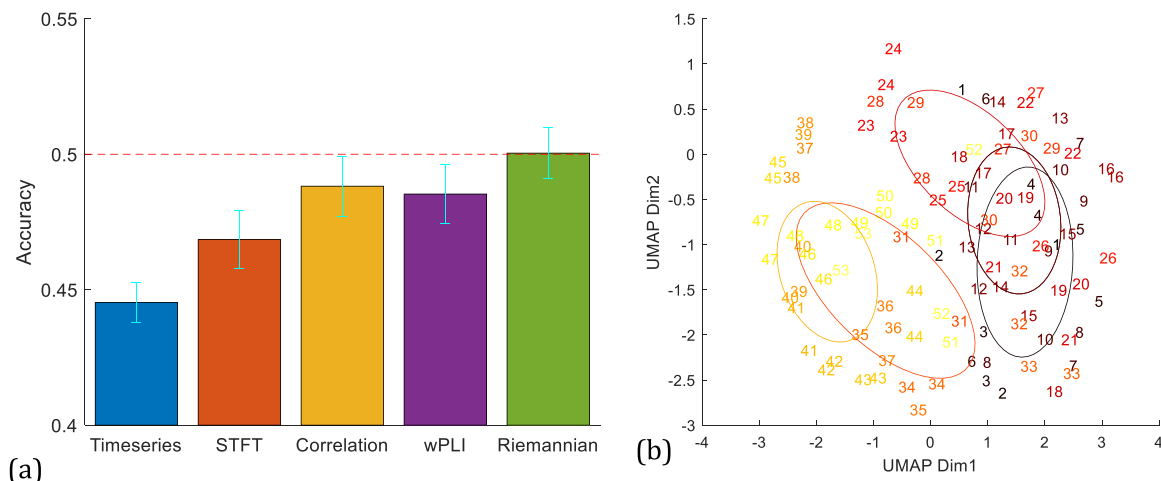 Accuracy
0.55
0.5
0.45
0.4
Timeseries STFT Correlation wPLI Riemannian
(a)
UMAP Dim2
1.5
1
0.5
0
-0.5
-1
-1.5
-2
-2.5
-3
24
24 1 6 14 27
28 29 22
13
38 23 17 30 7
39 23
37 52 18 27 29 22
45 17 10 16
45 38 28 25 11 4 16
50 25 20 19 9
50 4
47 48 49 49 30 12 5
48 53 31 51 11 15
40 13 26 1 9
47 46 2 21 26
46 53 32
39 44 12 14 19 20
40 5
41 36 52 31 15
36 32
35 44 51 3 10 21 8
41
42 37 6 8 33 7
42 49 43 3 33
34 34 2 18
35
-4 -3 -2 -1 0 1 2 3 4
UMAP Dim1
(b)